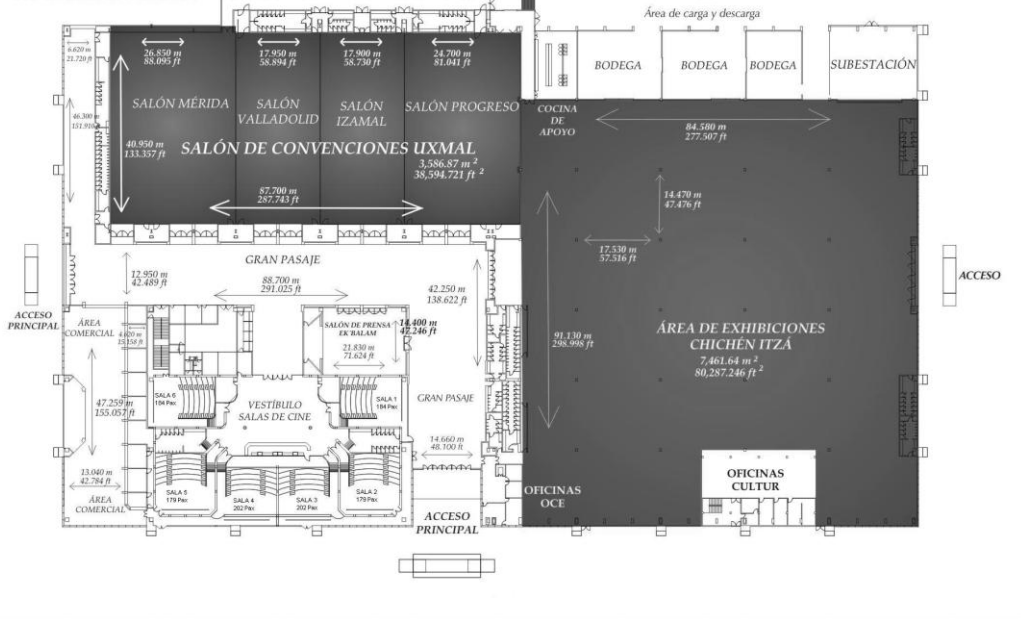 Área de carga y descarga
6.620 m
21.720 ft
26.850 m
88.095 ft
17.950 m
58.894 ft
17.900 m
58.730 ft
24.700 m
81.041 ft
BODEGA
BODEGA
BODEGA
SUBESTACIÓN
SALÓN MÉRIDA
SALÓN
VALLADOLID
SALÓN
IZAMAL
SALÓN PROGRESO
COCINA
DE
APOYO
46.300 m
151.910
84.580 m
277.507 ft
40.950 m
133.357 ft
SALÓN DE CONVENCIONES UXMAL
3,586.87 m 2
38,594.721 ft 2
87.700 m
287.743 ft
14.470 m
47.476 ft
17.530 m
57.516 ft
GRAN PASAJE
12.950 m
42.489 ft
88.700 m
291.025 ft
42.250 m
138.622 ft
ACCESO
ACCESO
PRINCIPAL
ÁREA
COMERCIAL
SALÓN DE PRENSA
EK'BALAM
14.400 m
47.246 ft
21.830 m
71.624 ft
91.130 m
298.998 ft
ÁREA DE EXHIBICIONES
CHICHÉN ITZÁ
7,461.64 m 2
80,287.246 ft 2
47.259 m
155.057 ft
SALA 6
184 Pax
VESTÍBULO
SALAS DE CINE
SALA 1
184 Pax
GRAN PASAJE
14.660 m
48.100 ft
13.040 m
42.784 ft
ÁREA
COMERCIAL
SALA 5
179 Pax
SALA 4
202 Pax
SALA 3
202 Pax
SALA 2
179 Pax
OFICINAS
OCE
OFICINAS
CULTUR
ACCESO
PRINCIPAL